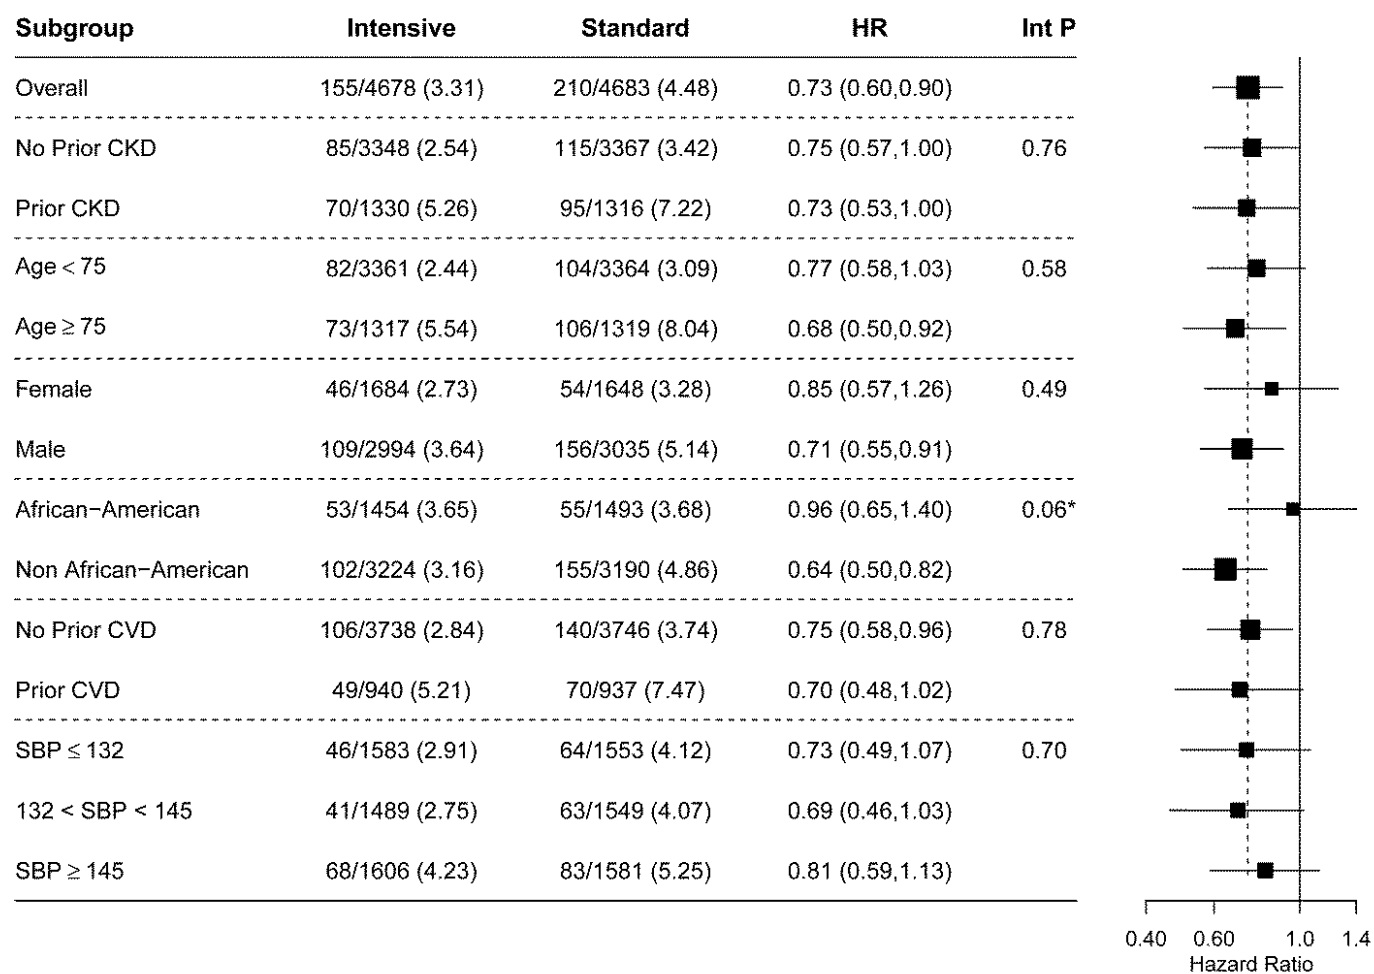 Subgroup Intensive Standard HR Int P
Overall 155/4678 (3.31) 210/4683 (4.48) 0.73 (0.60,0.90)
No Prior CKD 85/3348 (2.54) 115/3367 (3.42) 0.75 (0.57,1.00) 0.76
Prior CKD 70/1330 (5.26) 95/1316 (7.22) 0.73 (0.53,1.00)
Age < 75 82/3361 (2.44) 104/3364 (3.09) 0.77 (0.58,1.03) 0.58
Age ≥ 75 73/1317 (5.54) 106/1319 (8.04) 0.68 (0.50,0.92)
Female 46/1684 (2.73) 54/1648 (3.28) 0.85 (0.57,1.26) 0.49
Male 109/2994 (3.64) 156/3035 (5.14) 0.71 (0.55,0.91)
African−American 53/1454 (3.65) 55/1493 (3.68) 0.96 (0.65,1.40) 0.06*
Non African−American 102/3224 (3.16) 155/3190 (4.86) 0.64 (0.50,0.82)
No Prior CVD 106/3738 (2.84) 140/3746 (3.74) 0.75 (0.58,0.96) 0.78
Prior CVD 49/940 (5.21) 70/937 (7.47) 0.70 (0.48,1.02)
SBP ≤ 132 46/1583 (2.91) 64/1553 (4.12) 0.73 (0.49,1.07) 0.70
132 < SBP < 145 41/1489 (2.75) 63/1549 (4.07) 0.69 (0.46,1.03)
SBP ≥ 145 68/1606 (4.23) 83/1581 (5.25) 0.81 (0.59,1.13)
0.40 0.60 1.0 1.4
Hazard Ratio